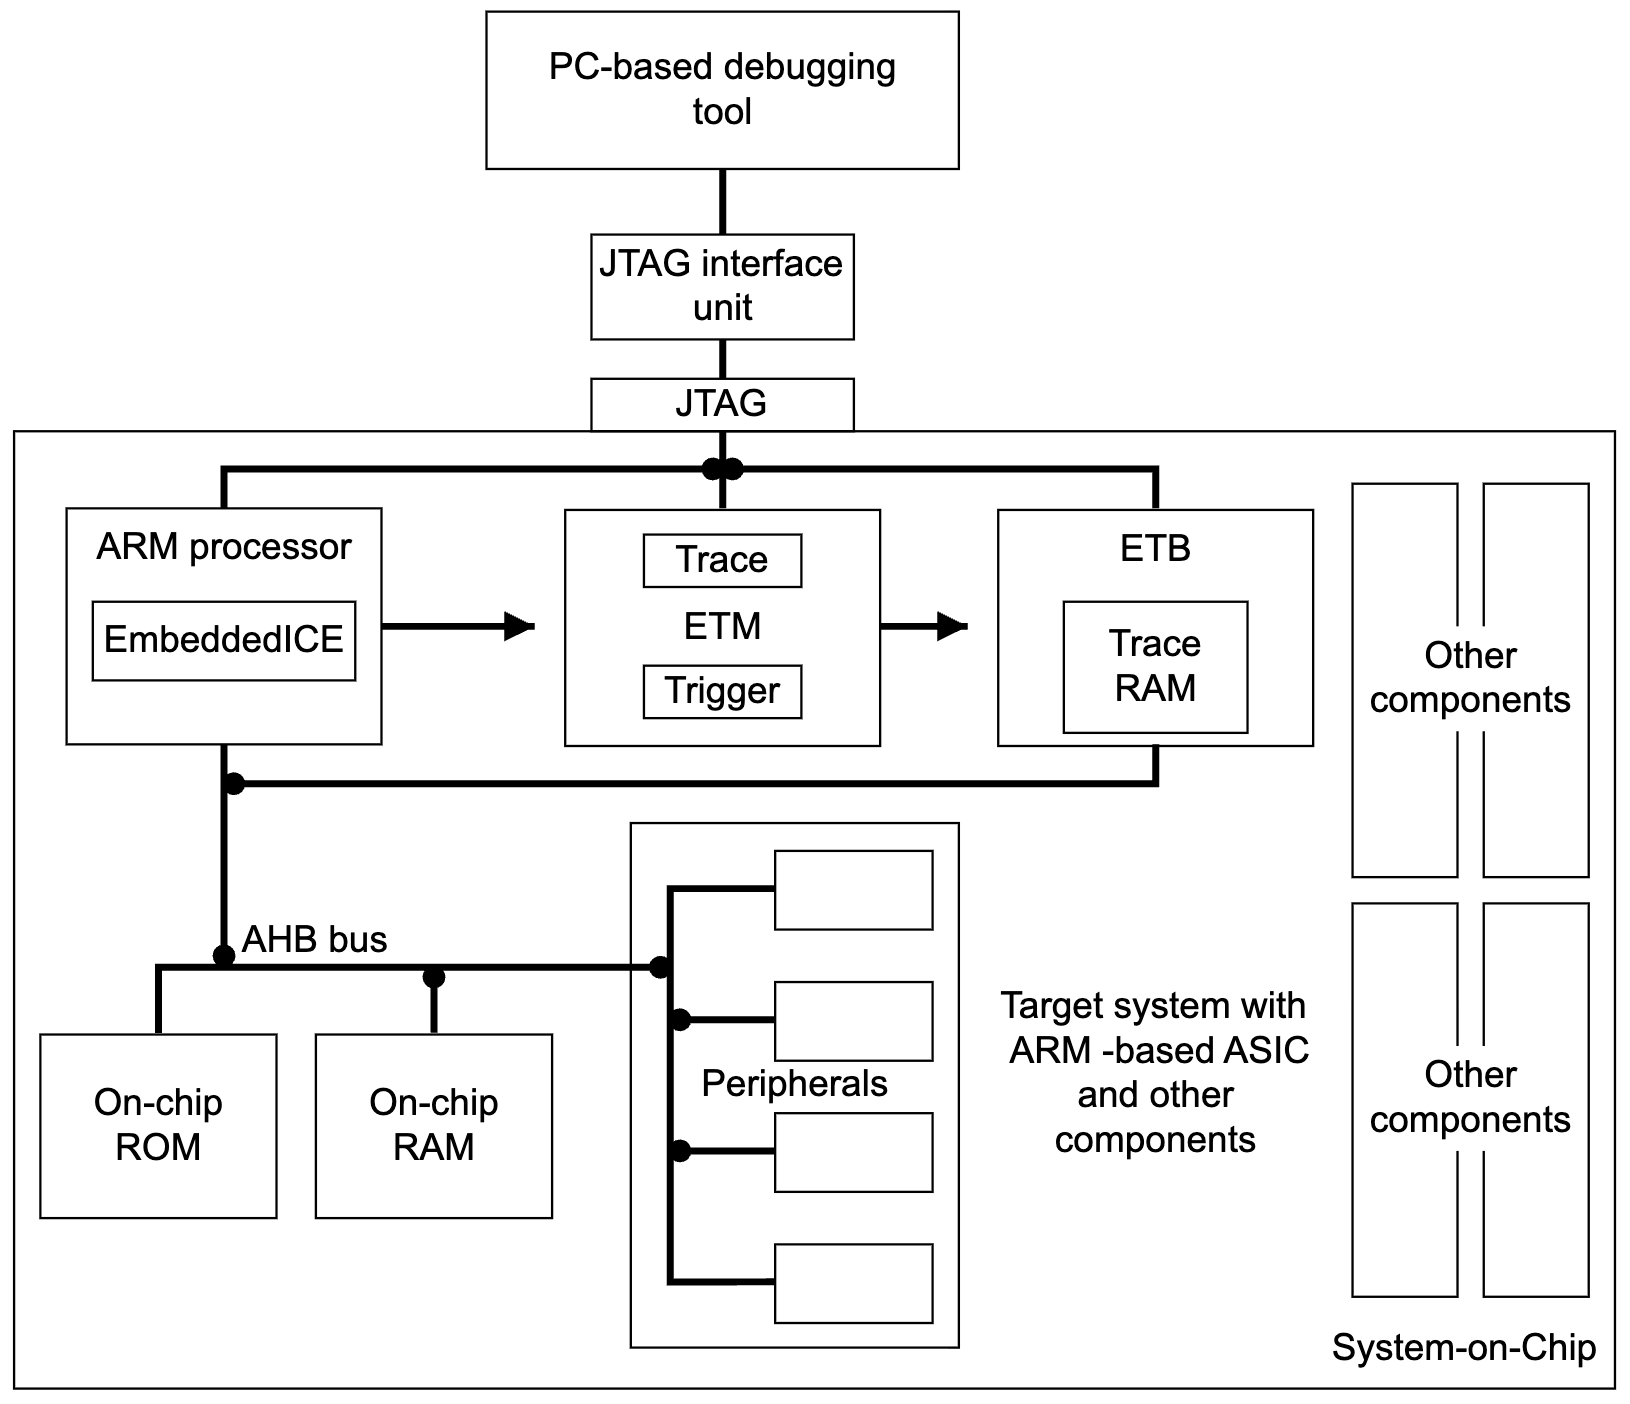 PC-based debugging
tool
JTAG interface
unit
JTAG
ARM processor
EmbeddedICE
Trace
ETM
Trigger
ETB
Trace
RAM
Other
components
AHB bus
On-chip
ROM
On-chip
RAM
Peripherals
Target system with
ARM -based ASIC
and other
components
Other
components
System-on-Chip